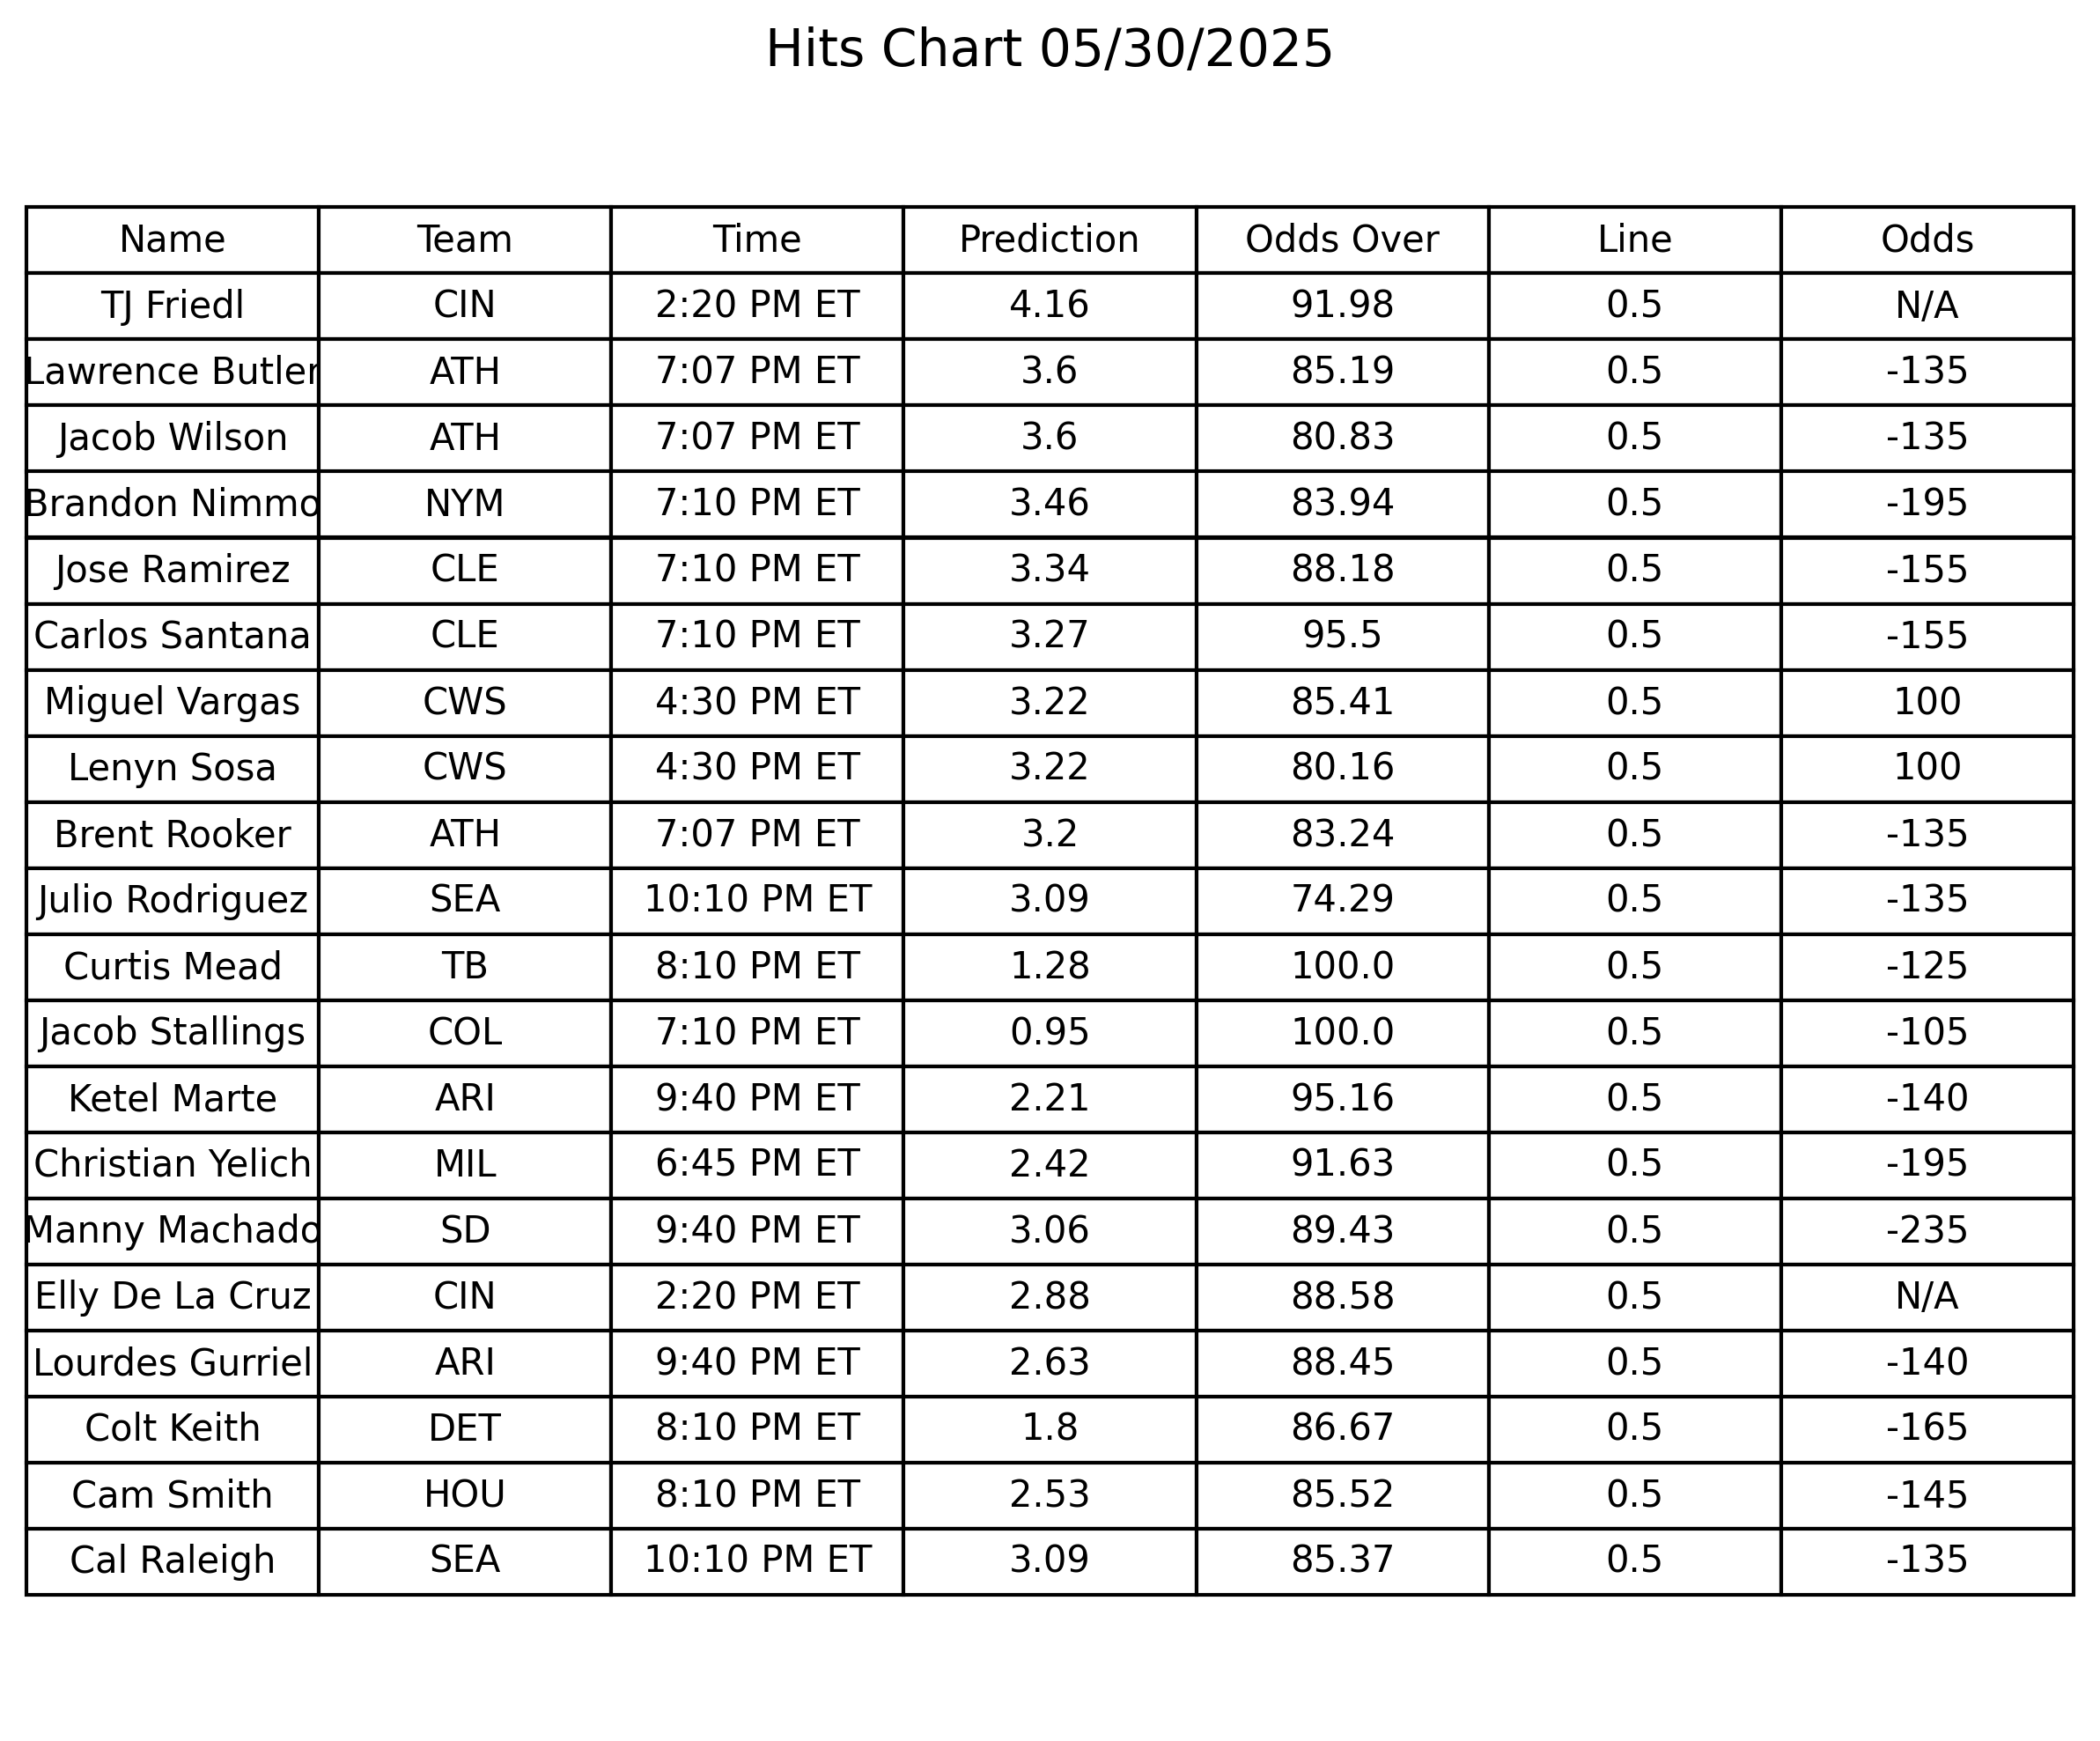 Hits Chart 05/30/2025
Name Team Time Prediction Odds Over Line Odds
TJ Friedl CIN 2:20 PM ET 4.16 91.98 0.5 N/A
Lawrence Butler ATH 7:07 PM ET 3.6 85.19 0.5 -135
Jacob Wilson ATH 7:07 PM ET 3.6 80.83 0.5 -135
Brandon Nimmo NYM 7:10 PM ET 3.46 83.94 0.5 -195
Jose Ramirez CLE 7:10 PM ET 3.34 88.18 0.5 -155
Carlos Santana CLE 7:10 PM ET 3.27 95.5 0.5 -155
Miguel Vargas CWS 4:30 PM ET 3.22 85.41 0.5 100
Lenyn Sosa CWS 4:30 PM ET 3.22 80.16 0.5 100
Brent Rooker ATH 7:07 PM ET 3.2 83.24 0.5 -135
Julio Rodriguez SEA 10:10 PM ET 3.09 74.29 0.5 -135
Curtis Mead TB 8:10 PM ET 1.28 100.0 0.5 -125
Jacob Stallings COL 7:10 PM ET 0.95 100.0 0.5 -105
Ketel Marte ARI 9:40 PM ET 2.21 95.16 0.5 -140
Christian Yelich MIL 6:45 PM ET 2.42 91.63 0.5 -195
Manny Machado SD 9:40 PM ET 3.06 89.43 0.5 -235
Elly De La Cruz CIN 2:20 PM ET 2.88 88.58 0.5 N/A
Lourdes Gurriel ARI 9:40 PM ET 2.63 88.45 0.5 -140
Colt Keith DET 8:10 PM ET 1.8 86.67 0.5 -165
Cam Smith HOU 8:10 PM ET 2.53 85.52 0.5 -145
Cal Raleigh SEA 10:10 PM ET 3.09 85.37 0.5 -135